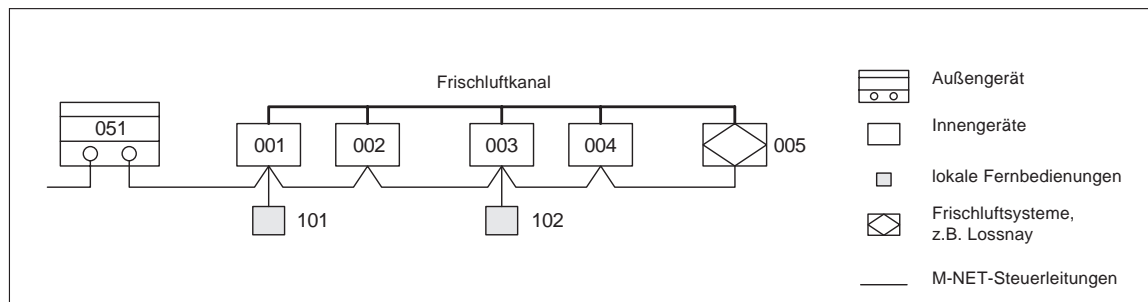 Frischluftkanal
051
001
002
003
004
005
101
102
Außengerät
Innengeräte
lokale Fernbedienungen
Frischluftsysteme,
z.B. Lossnay
M-NET-Steuerleitungen